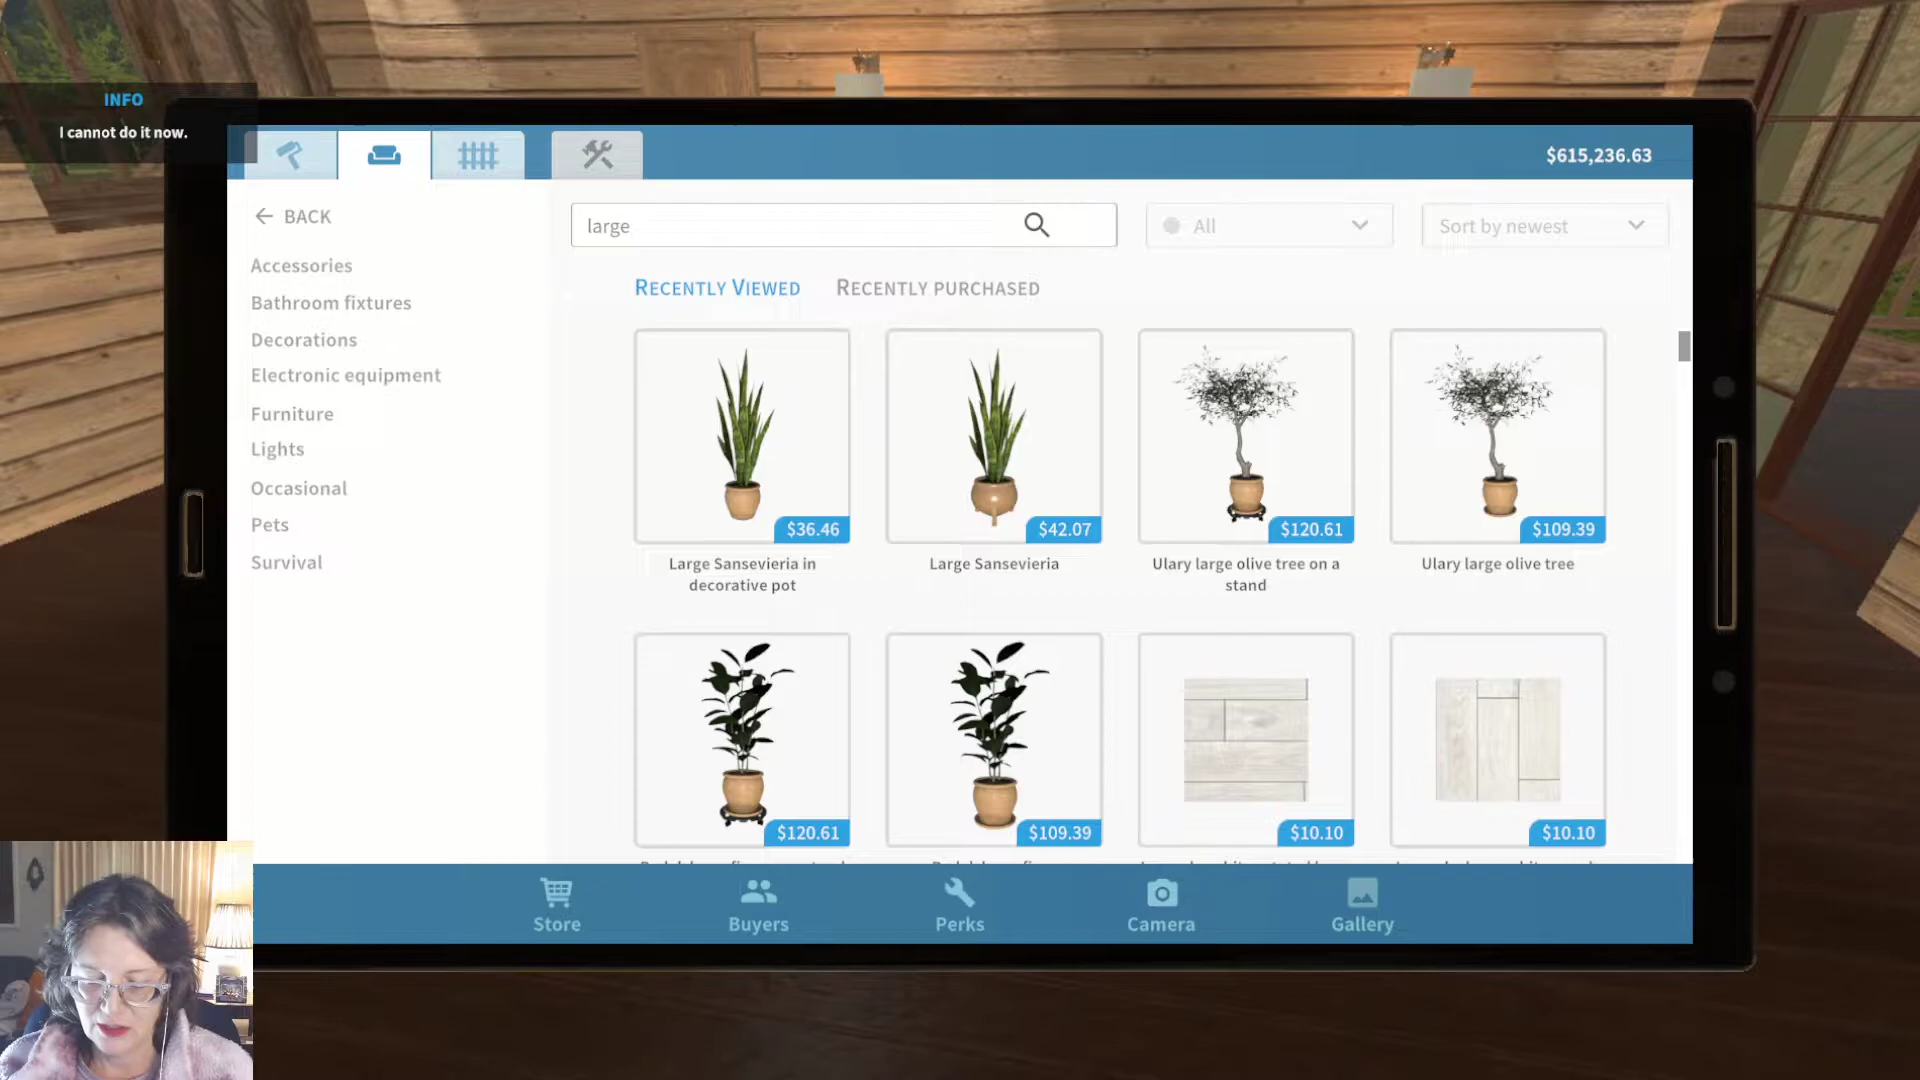 INFO
I cannot do it now.
$615,236.63
BACK
large
All
Sort by newest
Accessories
Bathroom fixtures
Decorations
Electronic equipment
Furniture
Lights
Occasional
Pets
Survival
RECENTLY VIEWED
RECENTLY PURCHASED
$36.46
$42.07
$120.61
$109.39
Large Sansevieria in
decorative pot
Large Sansevieria
Ulary large olive tree on a
stand
Ulary large olive tree
$120.61
$109.39
$10.10
$10.10
Store
Buyers
Perks
Camera
Gallery